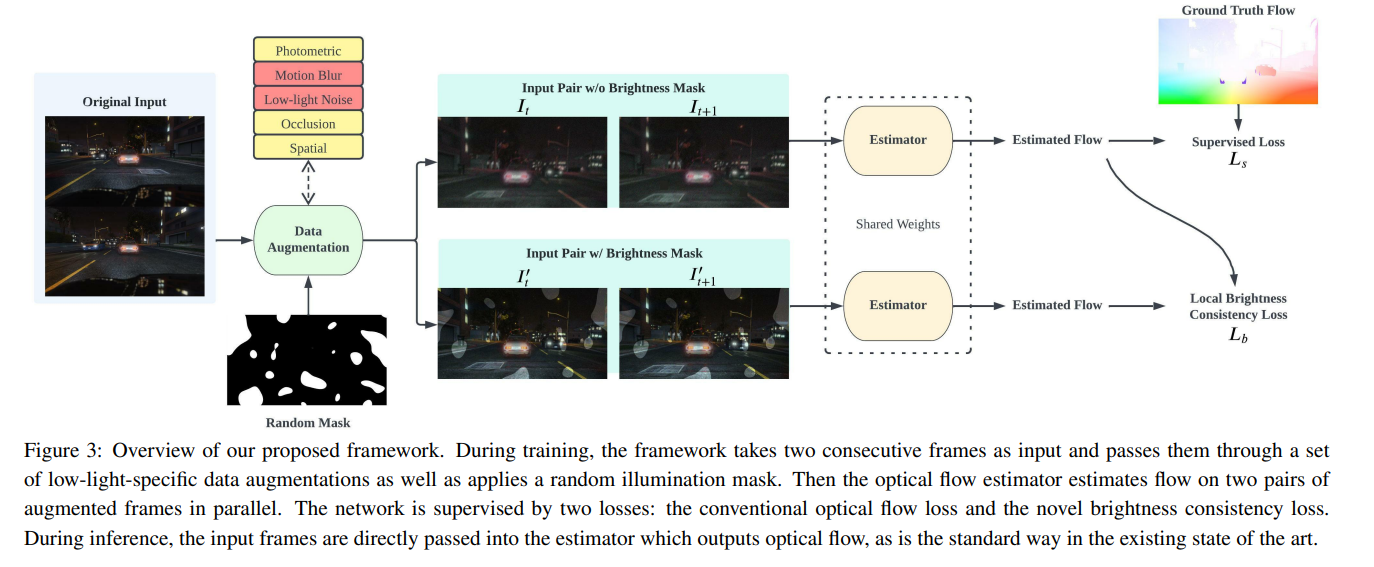 Ground Truth Flow
Photometric
Motion Blur
Low-light Noise
Occlusion
Spatial
Original Input
Data
Augmentation
Random Mask
Input Pair w/o Brightness Mask
I_t I_{t+1}
Input Pair w/ Brightness Mask
I'_t I'_{t+1}
Estimator
Shared Weights
Estimator
Estimated Flow
Estimated Flow
Supervised Loss
L_s
Local Brightness
Consistency Loss
L_b
Figure 3: Overview of our proposed framework. During training, the framework takes two consecutive frames as input and passes them through a set
of low-light-specific data augmentations as well as applies a random illumination mask. Then the optical flow estimator estimates flow on two pairs of
augmented frames in parallel. The network is supervised by two losses: the conventional optical flow loss and the novel brightness consistency loss.
During inference, the input frames are directly passed into the estimator which outputs optical flow, as is the standard way in the existing state of the art.